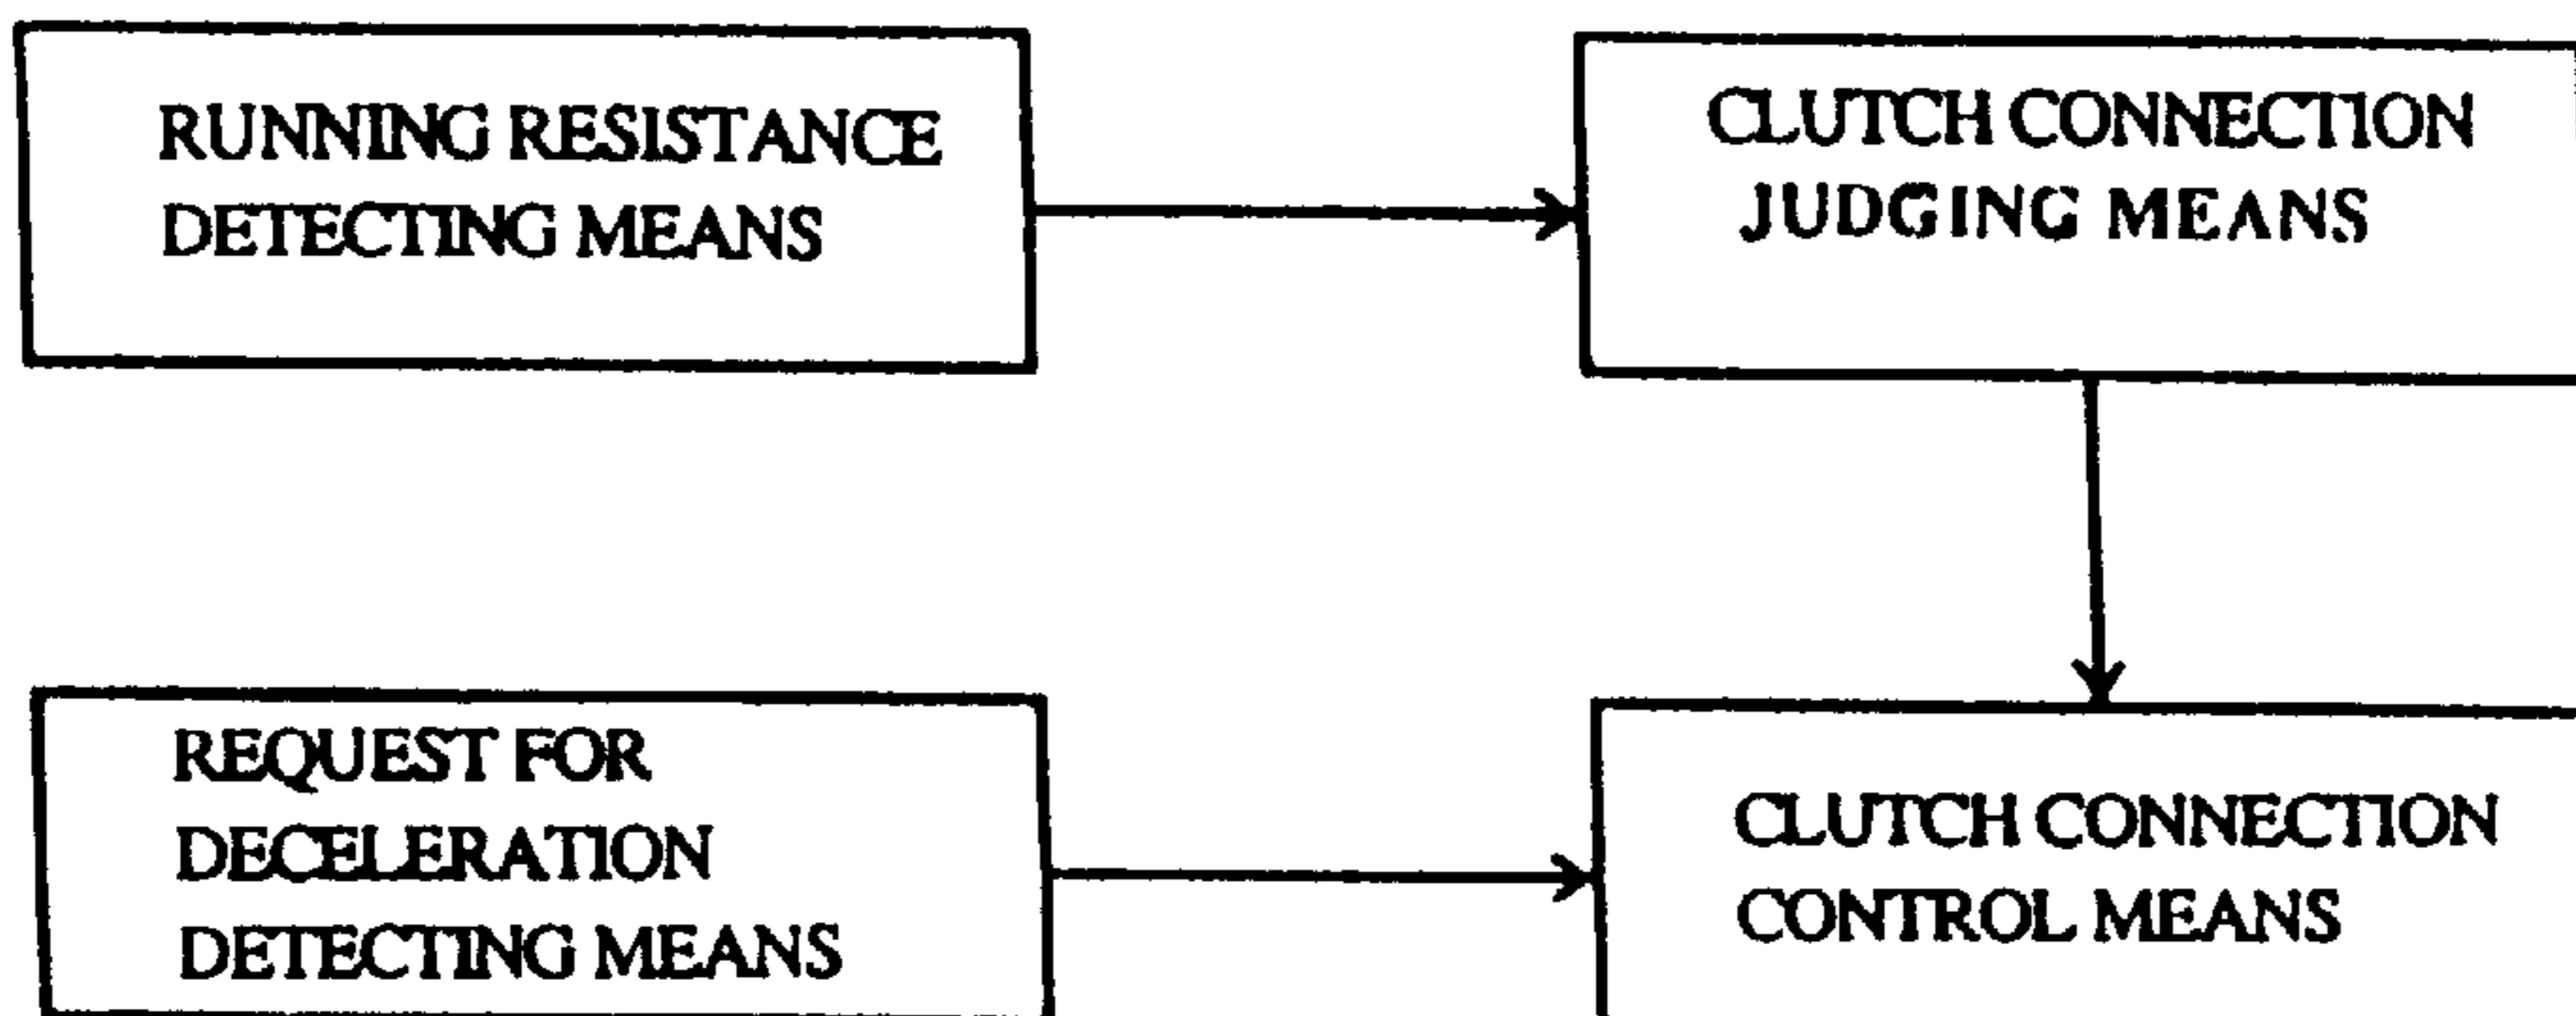 RUNNING RESISTANCE
DETECTING MEANS
CLUTCH CONNECTION
JUDGING MEANS
REQUEST FOR
DECELERATION
DETECTING MEANS
CLUTCH CONNECTION
CONTROL MEANS